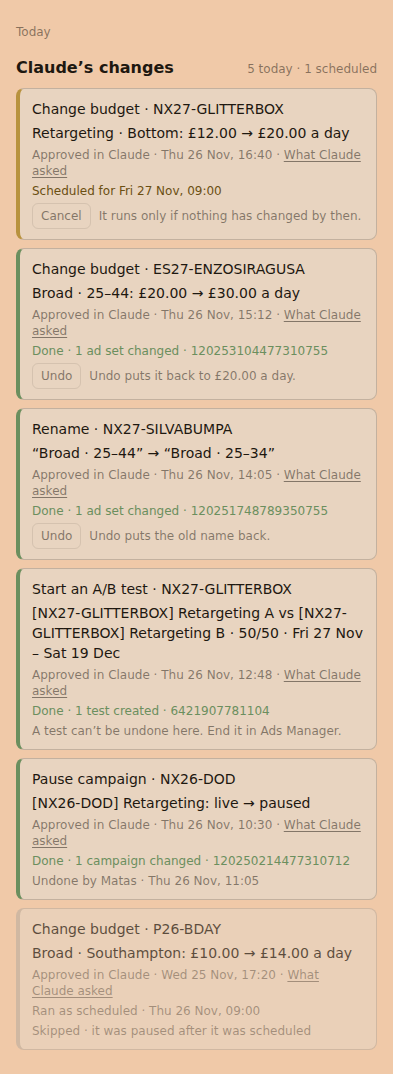 Today
Claude’s changes
5 today · 1 scheduled
Change budget · NX27-GLITTERBOX
Retargeting · Bottom: £12.00 → £20.00 a day
Approved in Claude · Thu 26 Nov, 16:40 · What Claude
asked
Scheduled for Fri 27 Nov, 09:00
Cancel
It runs only if nothing has changed by then.
Change budget · ES27-ENZOSIRAGUSA
Broad · 25–44: £20.00 → £30.00 a day
Approved in Claude · Thu 26 Nov, 15:12 · What Claude
asked
Done · 1 ad set changed · 120253104477310755
Undo
Undo puts it back to £20.00 a day.
Rename · NX27-SILVABUMPA
“Broad · 25–44” → “Broad · 25–34”
Approved in Claude · Thu 26 Nov, 14:05 · What Claude
asked
Done · 1 ad set changed · 120251748789350755
Undo
Undo puts the old name back.
Start an A/B test · NX27-GLITTERBOX
[NX27-GLITTERBOX] Retargeting A vs [NX27-
GLITTERBOX] Retargeting B · 50/50 · Fri 27 Nov
– Sat 19 Dec
Approved in Claude · Thu 26 Nov, 12:48 · What Claude
asked
Done · 1 test created · 6421907781104
A test can’t be undone here. End it in Ads Manager.
Pause campaign · NX26-DOD
[NX26-DOD] Retargeting: live → paused
Approved in Claude · Thu 26 Nov, 10:30 · What Claude
asked
Done · 1 campaign changed · 120250214477310712
Undone by Matas · Thu 26 Nov, 11:05
Change budget · P26-BDAY
Broad · Southampton: £10.00 → £14.00 a day
Approved in Claude · Wed 25 Nov, 17:20 · What
Claude asked
Ran as scheduled · Thu 26 Nov, 09:00
Skipped · it was paused after it was scheduled